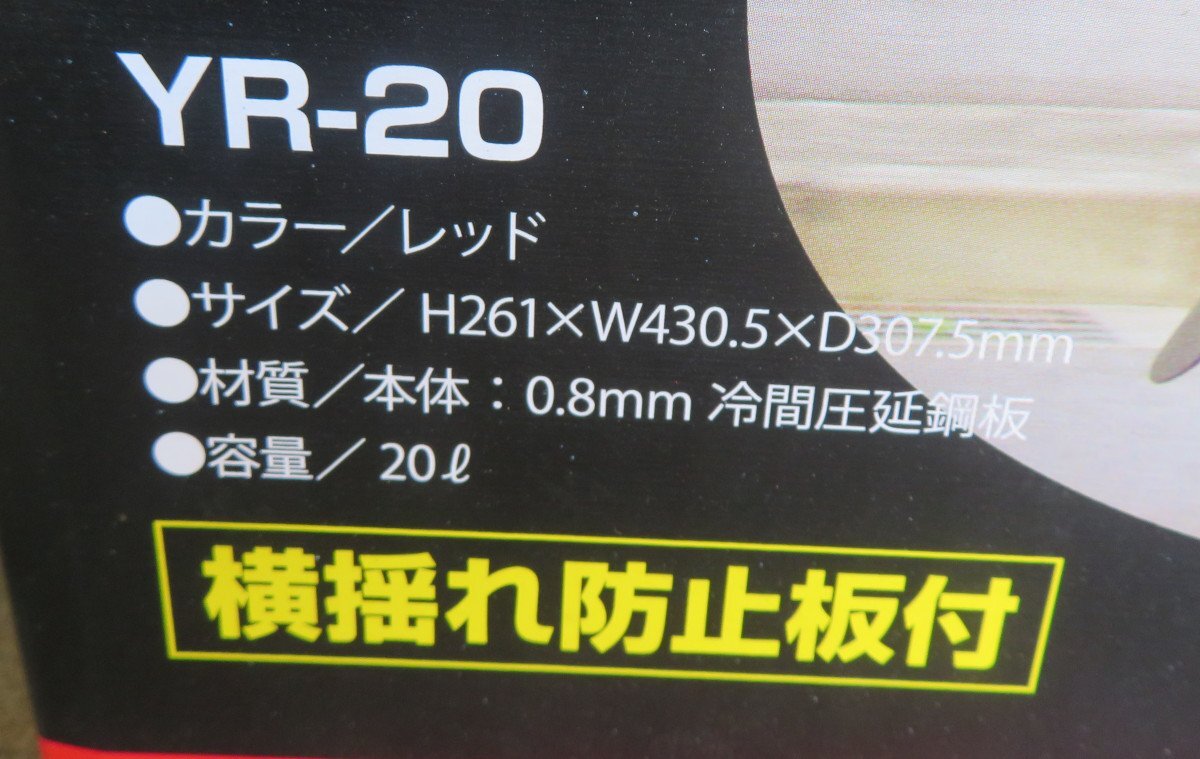 YR-20
●カラー／レッド
●サイズ／ H261×W430.5×D307.5mm
●材質／本体：0.8mm 冷間圧延鋼板
●容量／ 20ℓ
横揺れ防止板付